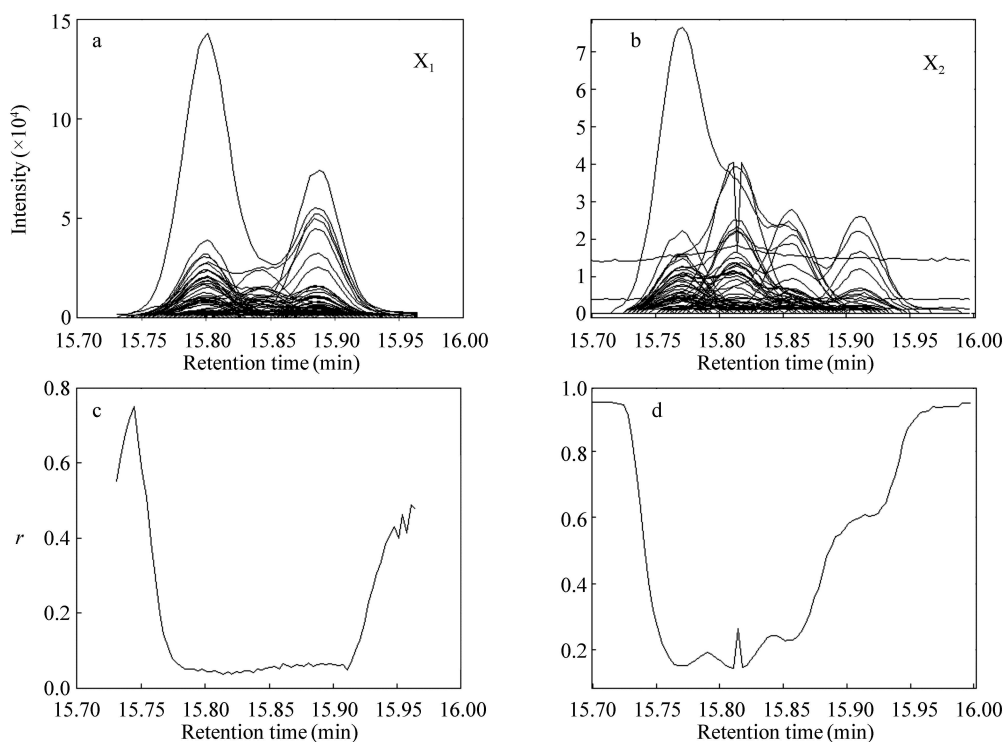 a
X₁
15
10
5
0
Intensity (×10⁴)
15.70 15.75 15.80 15.85 15.90 15.95 16.00
Retention time (min)
b
X₂
7
6
5
4
3
2
1
0
15.70 15.75 15.80 15.85 15.90 15.95 16.00
Retention time (min)
c
0.8
0.6
0.4
0.2
0.0
r
15.70 15.75 15.80 15.85 15.90 15.95 16.00
Retention time (min)
d
1.0
0.8
0.6
0.4
0.2
15.70 15.75 15.80 15.85 15.90 15.95 16.00
Retention time (min)